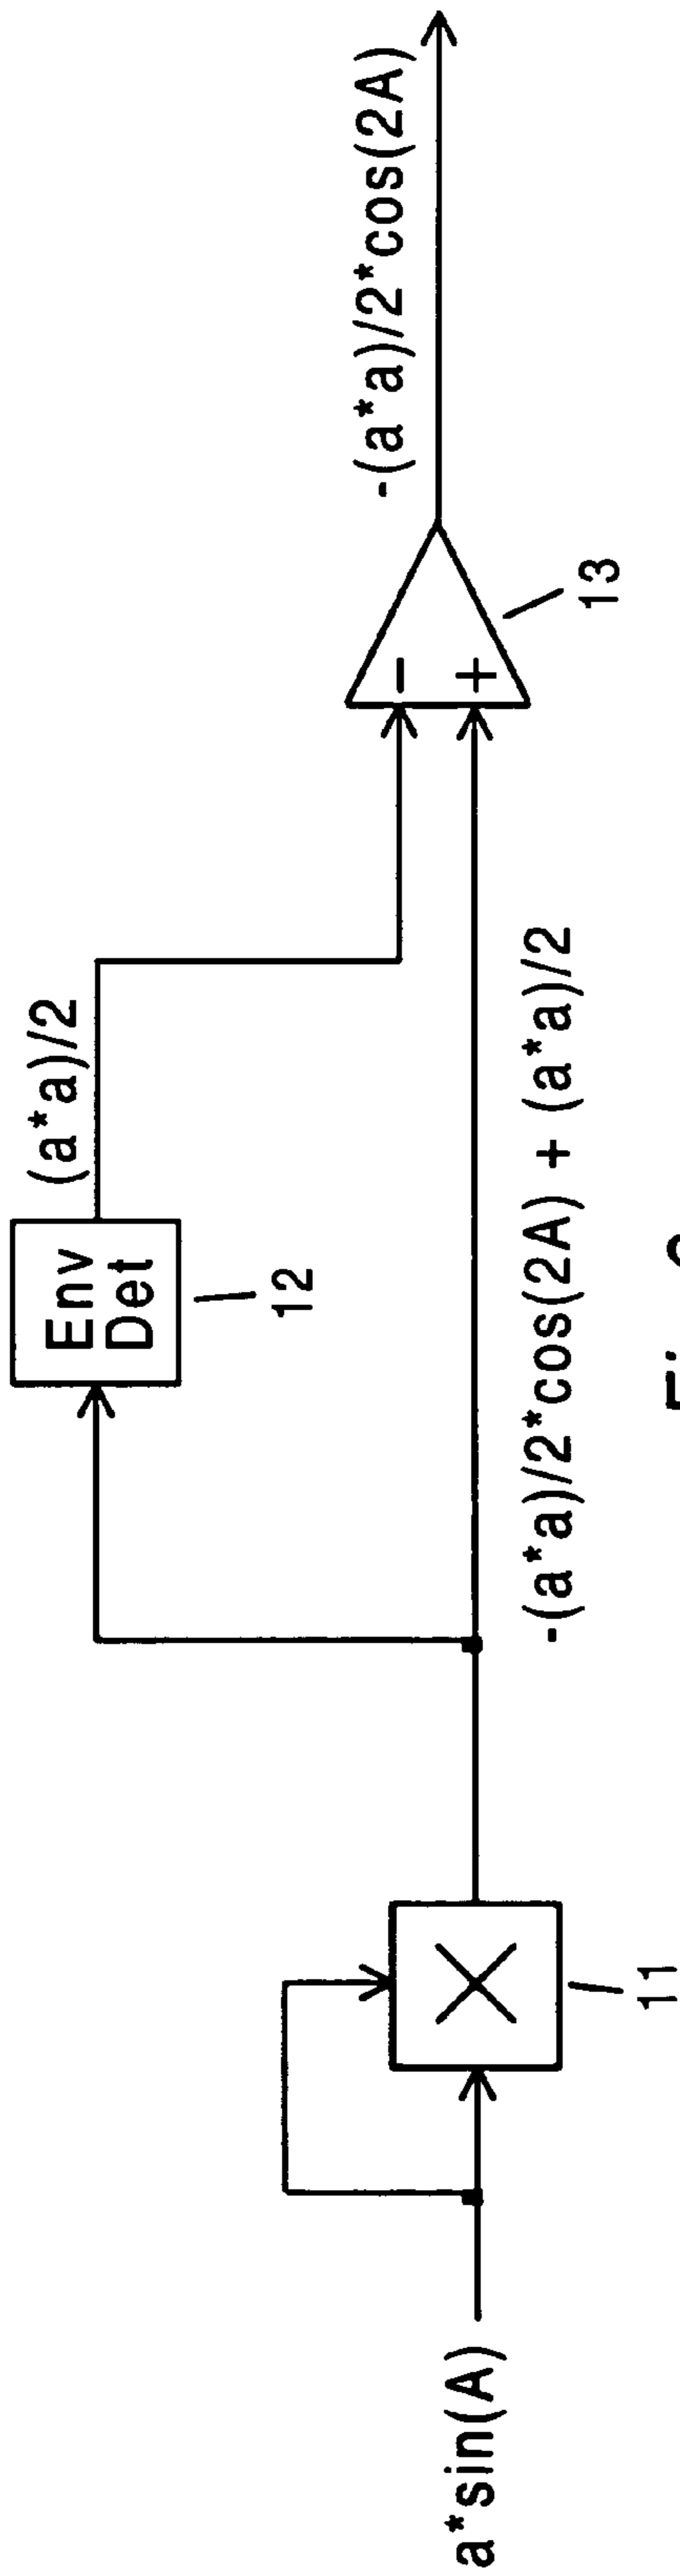 a*sin(A)
11
-(a*a)/2*cos(2A) + (a*a)/2
Env
Det
12
(a*a)/2
-
+
13
-(a*a)/2*cos(2A)